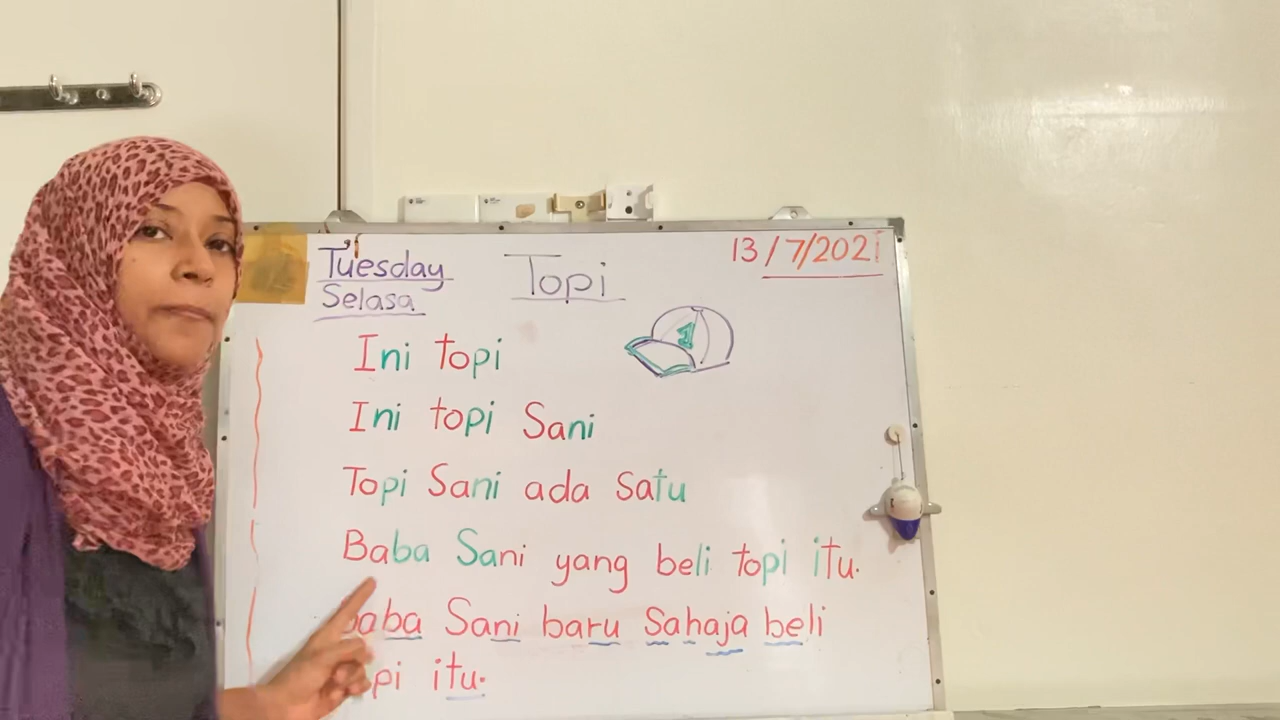 Tuesday
Selasa
Topi
13/7/2021
1
Ini topi
Ini topi Sani
Topi Sani ada satu
Baba Sani yang beli topi itu.
Baba Sani baru Sahaja beli
itu.